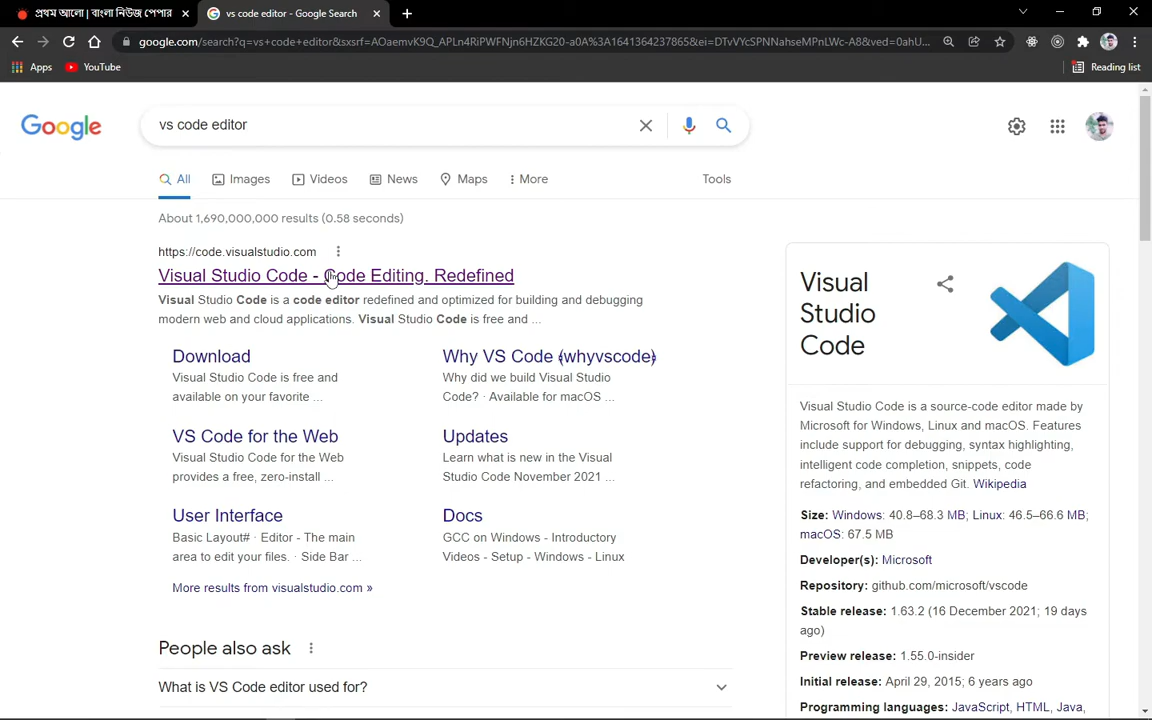 প্রথম আলো | বাংলা নিউজ পেপার
vs code editor - Google Search
google.com/search?q=vs+code+editor&sxsrf=AOaemvK9Q_APLn4RiPWFNjn6HZKG20-a0A%3A1641364237865&ei=DTvVYcSPNNahseMPnLWc-A8&ved=0ahU...
Apps
YouTube
Reading list
Google
vs code editor
All
Images
Videos
News
Maps
More
Tools
About 1,690,000,000 results (0.58 seconds)
https://code.visualstudio.com
Visual Studio Code - Code Editing. Redefined
Visual Studio Code is a code editor redefined and optimized for building and debugging
modern web and cloud applications. Visual Studio Code is free and ...
Download
Visual Studio Code is free and
available on your favorite ...
Why VS Code (whyvscode)
Why did we build Visual Studio
Code? · Available for macOS ...
VS Code for the Web
Visual Studio Code for the Web
provides a free, zero-install ...
Updates
Learn what is new in the Visual
Studio Code November 2021 ...
User Interface
Basic Layout# · Editor - The main
area to edit your files. · Side Bar ...
Docs
GCC on Windows - Introductory
Videos - Setup - Windows - Linux
More results from visualstudio.com »
People also ask
What is VS Code editor used for?
Visual
Studio
Code
Visual Studio Code is a source-code editor made by
Microsoft for Windows, Linux and macOS. Features
include support for debugging, syntax highlighting,
intelligent code completion, snippets, code
refactoring, and embedded Git. Wikipedia
Size: Windows: 40.8–68.3 MB; Linux: 46.5–66.6 MB;
macOS: 67.5 MB
Developer(s): Microsoft
Repository: github.com/microsoft/vscode
Stable release: 1.63.2 (16 December 2021; 19 days
ago)
Preview release: 1.55.0-insider
Initial release: April 29, 2015; 6 years ago
Programming languages: JavaScript, HTML, Java,